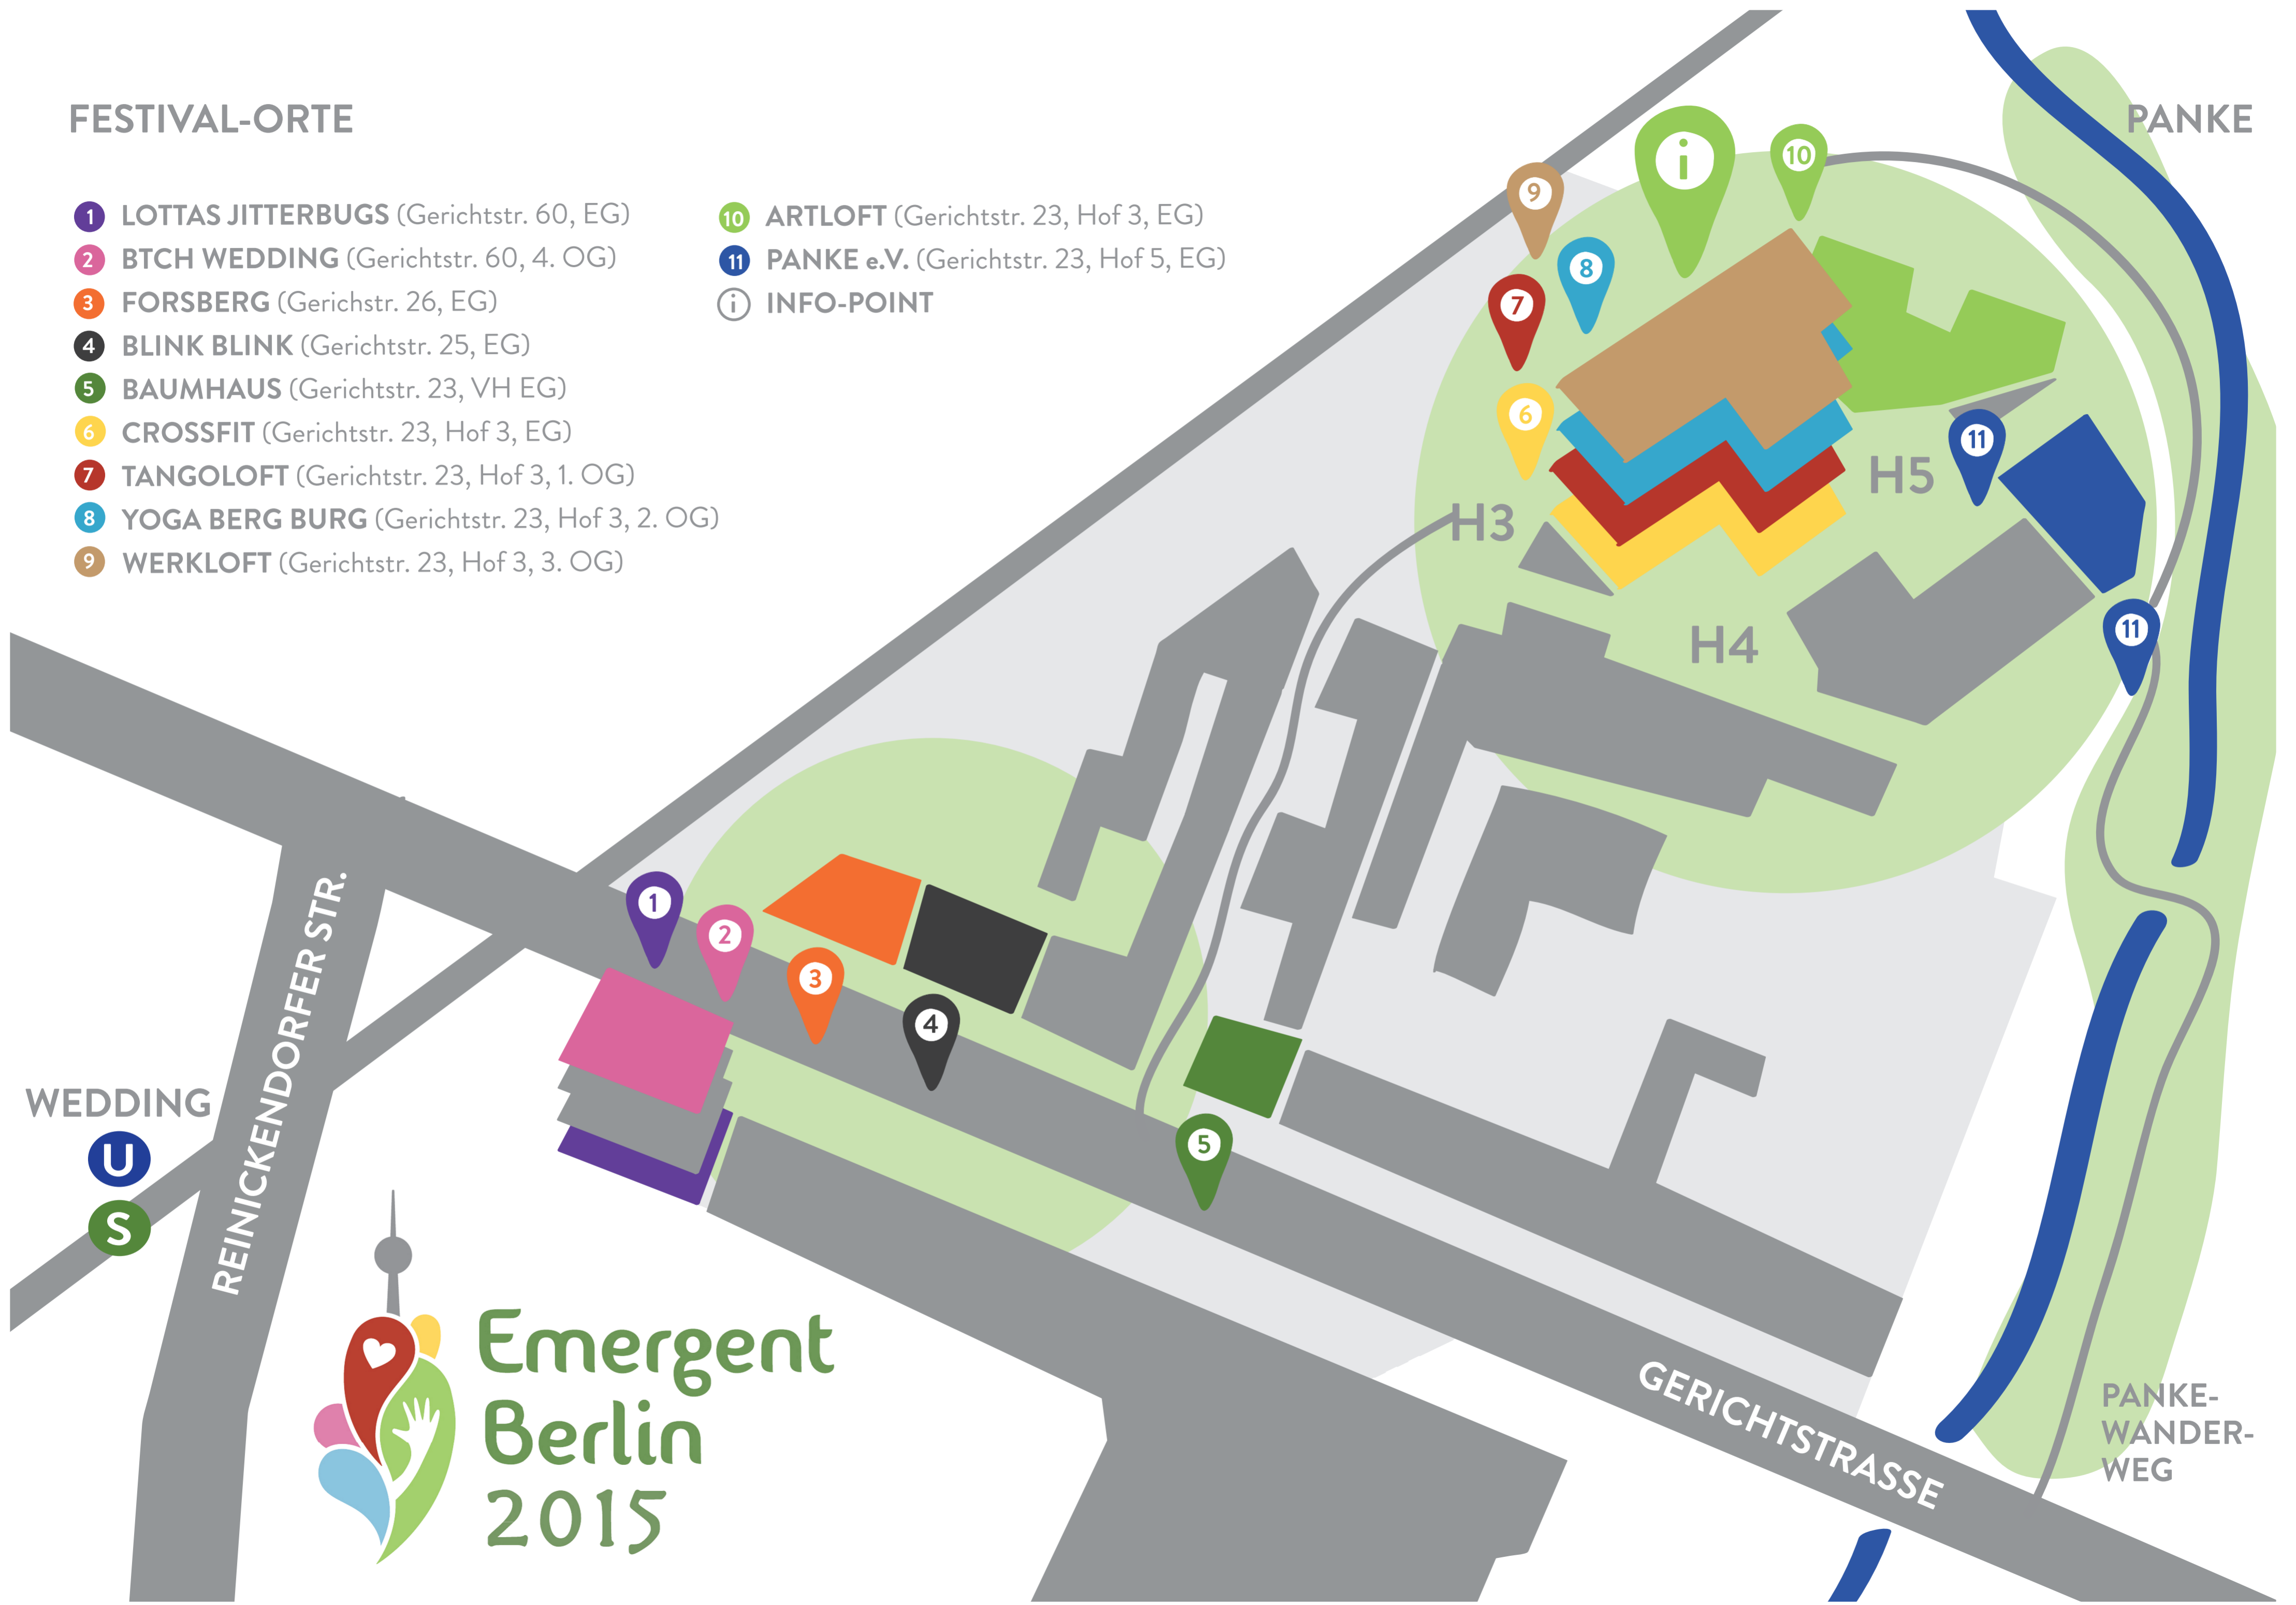 FESTIVAL-ORTE
1 LOTTAS JITTERBUGS (Gerichtstr. 60, EG)
2 BTCH WEDDING (Gerichtstr. 60, 4. OG)
3 FORSBERG (Gerichstr. 26, EG)
4 BLINK BLINK (Gerichtstr. 25, EG)
5 BAUMHAUS (Gerichtstr. 23, VH EG)
6 CROSSFIT (Gerichtstr. 23, Hof 3, EG)
7 TANGOLOFT (Gerichtstr. 23, Hof 3, 1. OG)
8 YOGA BERG BURG (Gerichtstr. 23, Hof 3, 2. OG)
9 WERKLOFT (Gerichtstr. 23, Hof 3, 3. OG)
10 ARTLOFT (Gerichtstr. 23, Hof 3, EG)
11 PANKE e.V. (Gerichtstr. 23, Hof 5, EG)
i INFO-POINT
PANKE
i
10
9
8
7
6
11
H5
H3
11
H4
1
2
3
4
5
REINICKENDORFER STR.
WEDDING
U
S
GERICHTSTRASSE
PANKE-
WANDER-
WEG
Emergent
Berlin
2015